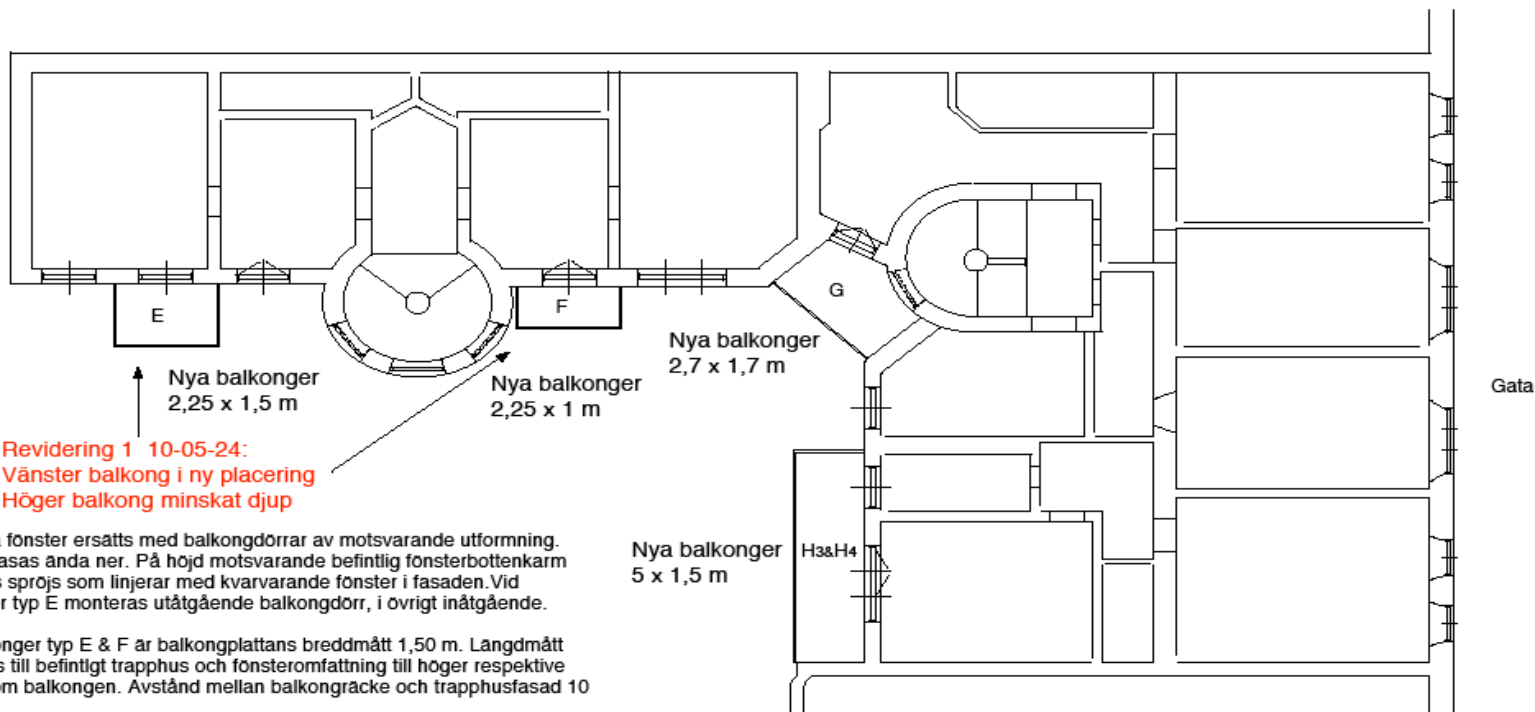 E
F
G
Nya balkonger
2,7 x 1,7 m
Nya balkonger
2,25 x 1,5 m
Nya balkonger
2,25 x 1 m
Gata
Revidering 1 10-05-24:
Vänster balkong i ny placering
Höger balkong minskat djup
Nya balkonger
5 x 1,5 m
H3&H4
fönster ersätts med balkongdörrar av motsvarande utformning.
asas ända ner. På höjd motsvarande befintlig fönsterbottenkarm
s spröjs som linjerar med kvarvarande fönster i fasaden.Vid
r typ E monteras utåtgående balkongdörr, i övrigt inåtgående.
onger typ E & F är balkongplattans breddmått 1,50 m. Längdmått
s till befintlgt trapphus och fönsteromfattning till höger respektive
om balkongen. Avstånd mellan balkongräcke och trapphusfasad 10